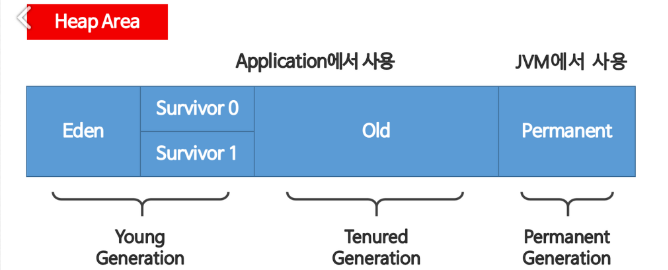 Heap Area
Application에서 사용
JVM에서 사용
Eden
Survivor 0
Survivor 1
Old
Permanent
Young
Generation
Tenured
Generation
Permanent
Generation